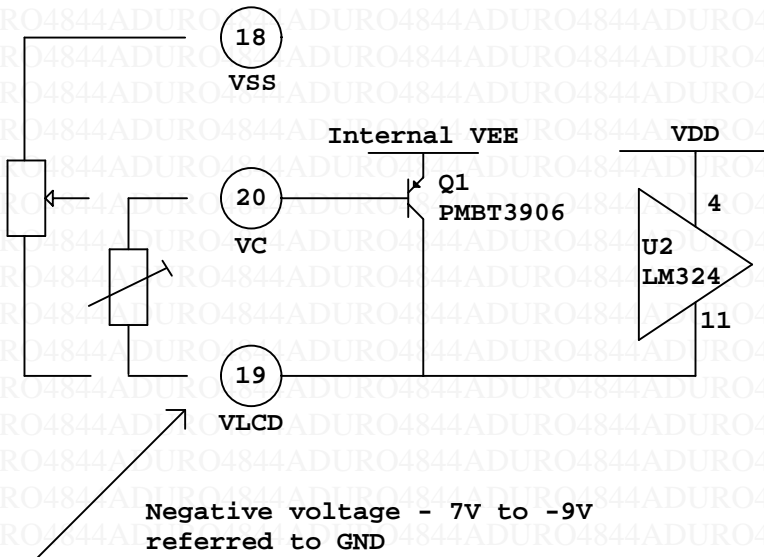 18
VSS
Internal VEE
VDD
20
VC
Q1
PMBT3906
4
U2
LM324
11
19
VLCD
Negative voltage - 7V to -9V
referred to GND
RO4844ADURO4844ADURO4844ADURO4844ADURO4